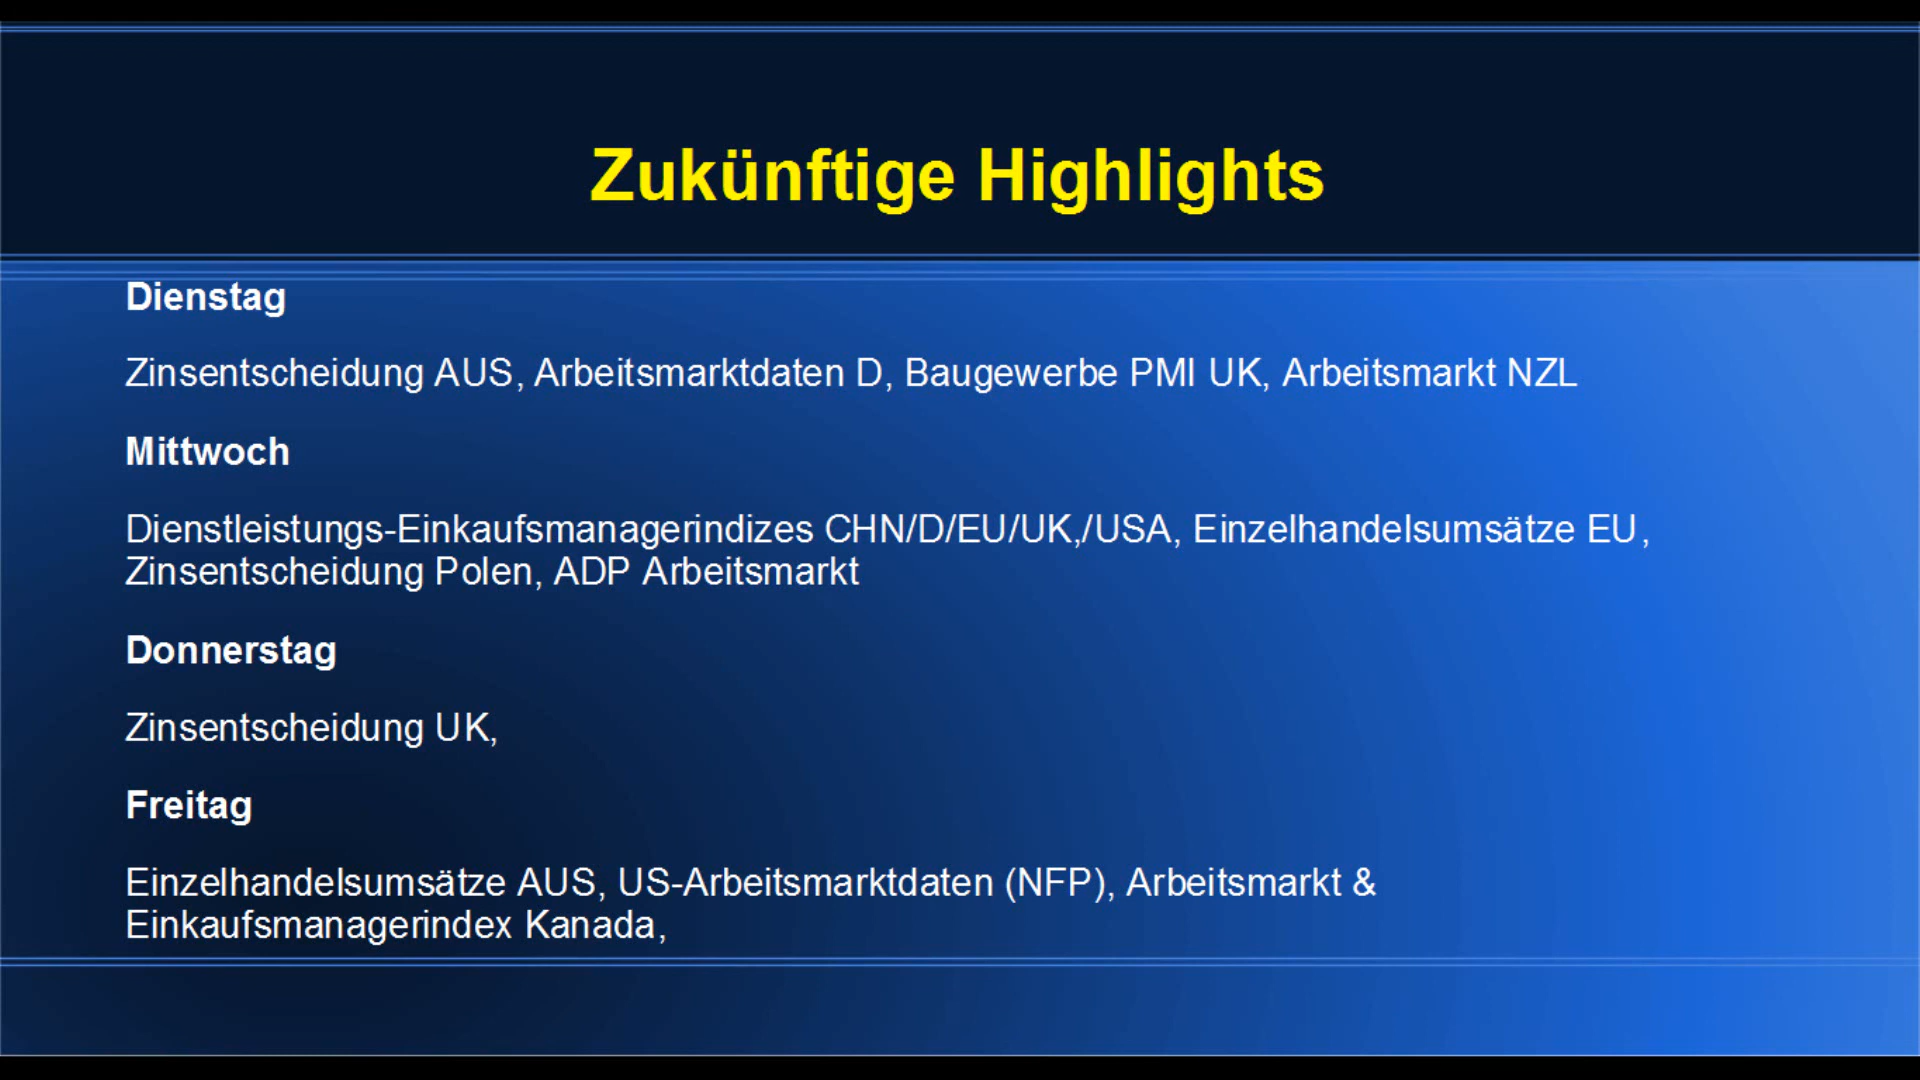 Zukünftige Highlights
Dienstag
Zinsentscheidung AUS, Arbeitsmarktdaten D, Baugewerbe PMI UK, Arbeitsmarkt NZL
Mittwoch
Dienstleistungs-Einkaufsmanagerindizes CHN/D/EU/UK,/USA, Einzelhandelsumsätze EU,
Zinsentscheidung Polen, ADP Arbeitsmarkt
Donnerstag
Zinsentscheidung UK,
Freitag
Einzelhandelsumsätze AUS, US-Arbeitsmarktdaten (NFP), Arbeitsmarkt &
Einkaufsmanagerindex Kanada,